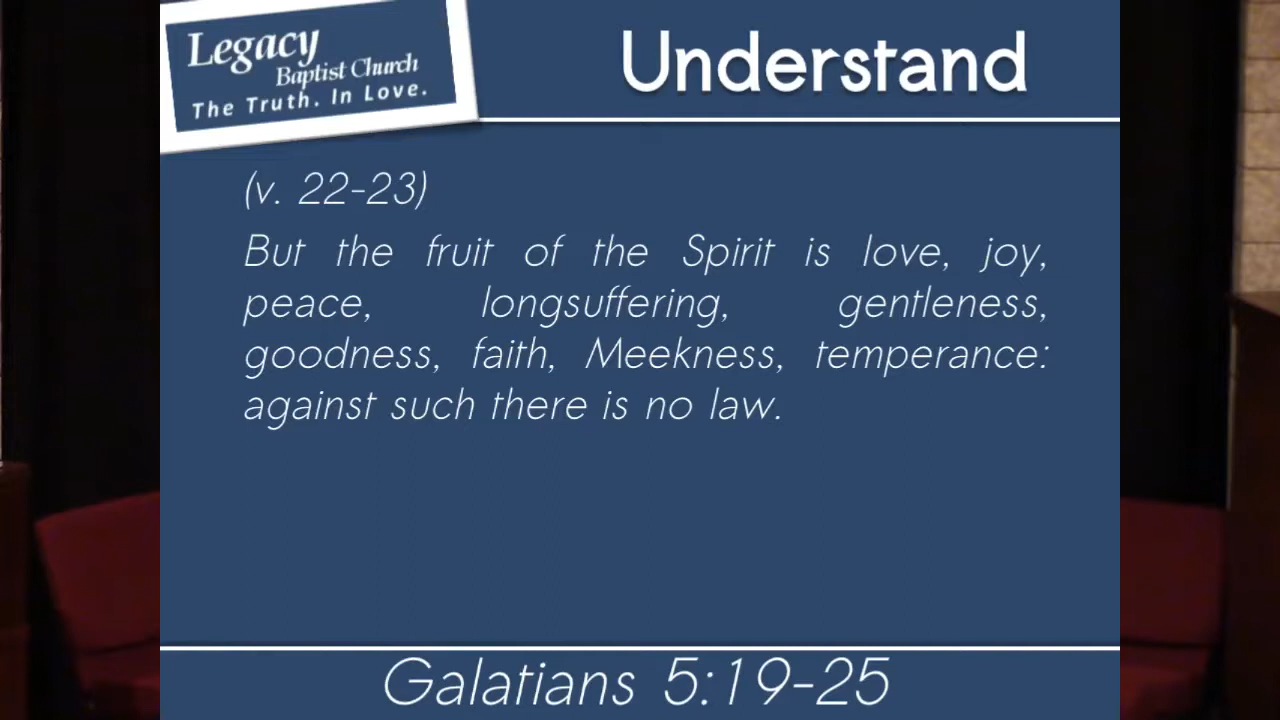 Legacy
Baptist Church
The Truth. In Love.
Understand
(v. 22-23)
But the fruit of the Spirit is love, joy,
peace, longsuffering, gentleness,
goodness, faith, Meekness, temperance:
against such there is no law.
Galatians 5:19-25